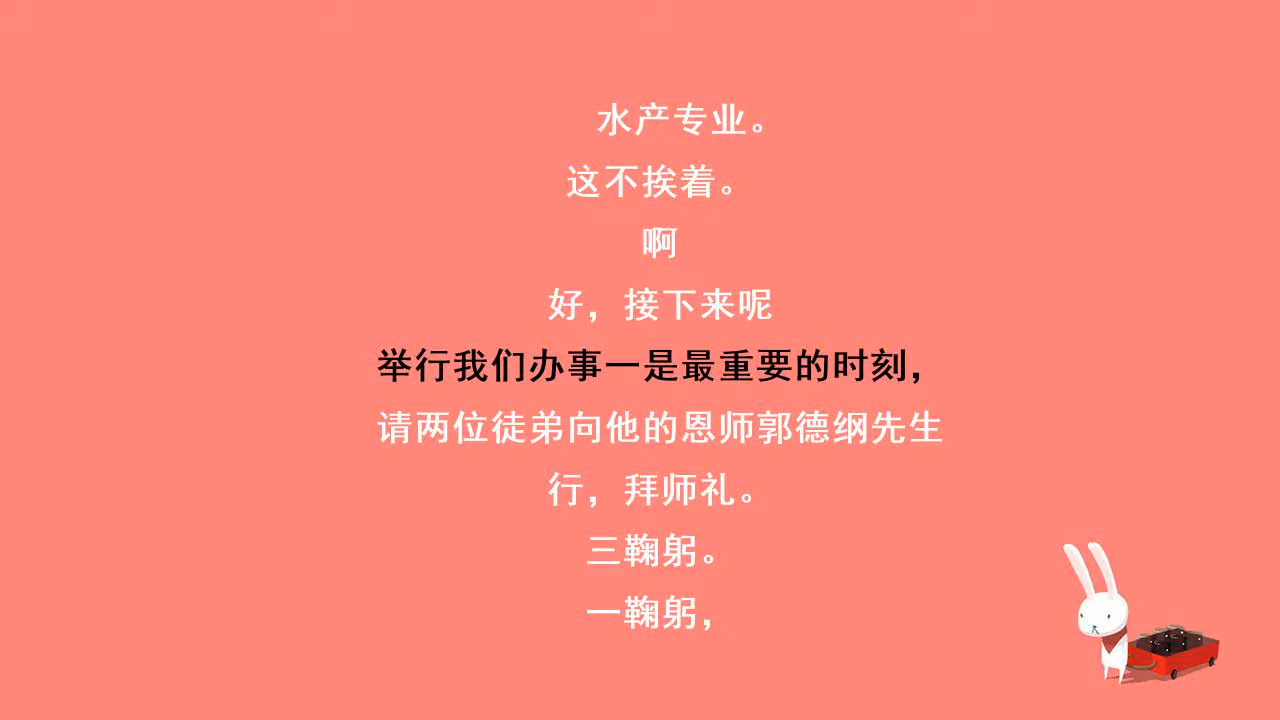 水产专业。
这不挨着。
啊
好，接下来呢
举行我们办事一是最重要的时刻，
请两位徒弟向他的恩师郭德纲先生
行，拜师礼。
三鞠躬。
一鞠躬，